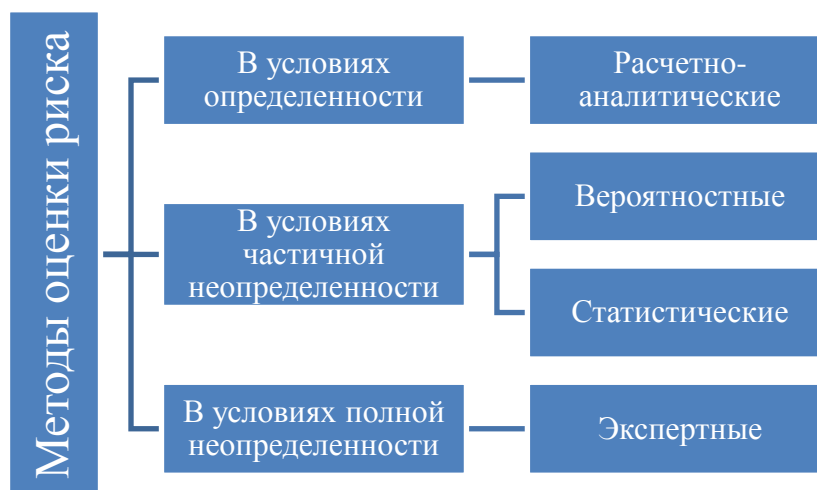 Методы оценки риска
В условиях
определенности
Расчетно-
аналитические
В условиях
частичной
неопределенности
Вероятностные
Статистические
В условиях полной
неопределенности
Экспертные